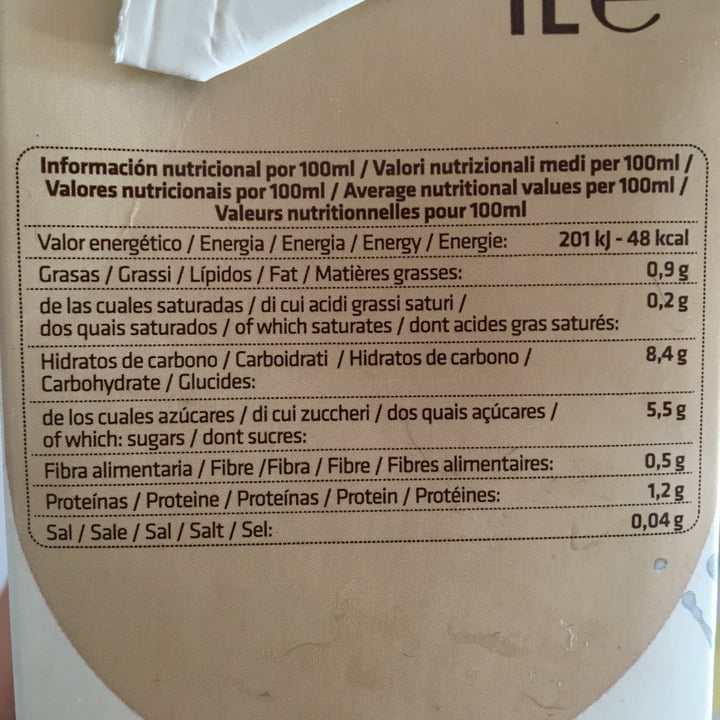 Información nutricional por 100ml / Valori nutrizionali medi per 100ml /
Valores nutricionais por 100ml / Average nutritional values per 100ml /
Valeurs nutritionnelles pour 100ml
Valor energético / Energia / Energia / Energy / Energie: 201 kJ - 48 kcal
Grasas / Grassi / Lípidos / Fat / Matières grasses: 0,9 g
de las cuales saturadas / di cui acidi grassi saturi / 0,2 g
dos quais saturados / of which saturates / dont acides gras saturés:
Hidratos de carbono / Carboidrati / Hidratos de carbono / 8,4 g
Carbohydrate / Glucides:
de los cuales azúcares / di cui zuccheri / dos quais açúcares / 5,5 g
of which: sugars / dont sucres:
Fibra alimentaria / Fibre /Fibra / Fibre / Fibres alimentaires: 0,5 g
Proteínas / Proteine / Proteínas / Protein / Protéines: 1,2 g
Sal / Sale / Sal / Salt / Sel: 0,04 g